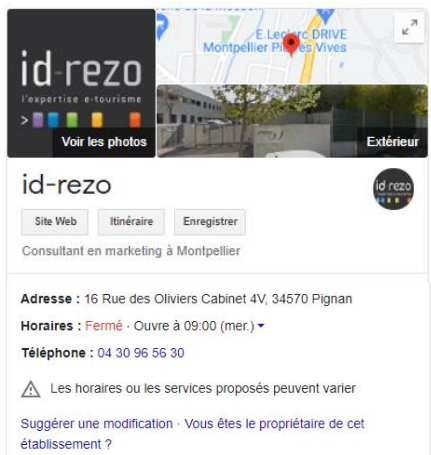 E.Leclerc DRIVE
Montpellier Pierres Vives
id-rezo
l'expertise e-tourisme
>
Voir les photos
Extérieur
id-rezo
id rezo
Site Web
Itinéraire
Enregistrer
Consultant en marketing à Montpellier
Adresse : 16 Rue des Oliviers Cabinet 4V, 34570 Pignan
Horaires : Fermé · Ouvre à 09:00 (mer.)
Téléphone : 04 30 96 56 30
Les horaires ou les services proposés peuvent varier
Suggérer une modification · Vous êtes le propriétaire de cet
établissement ?